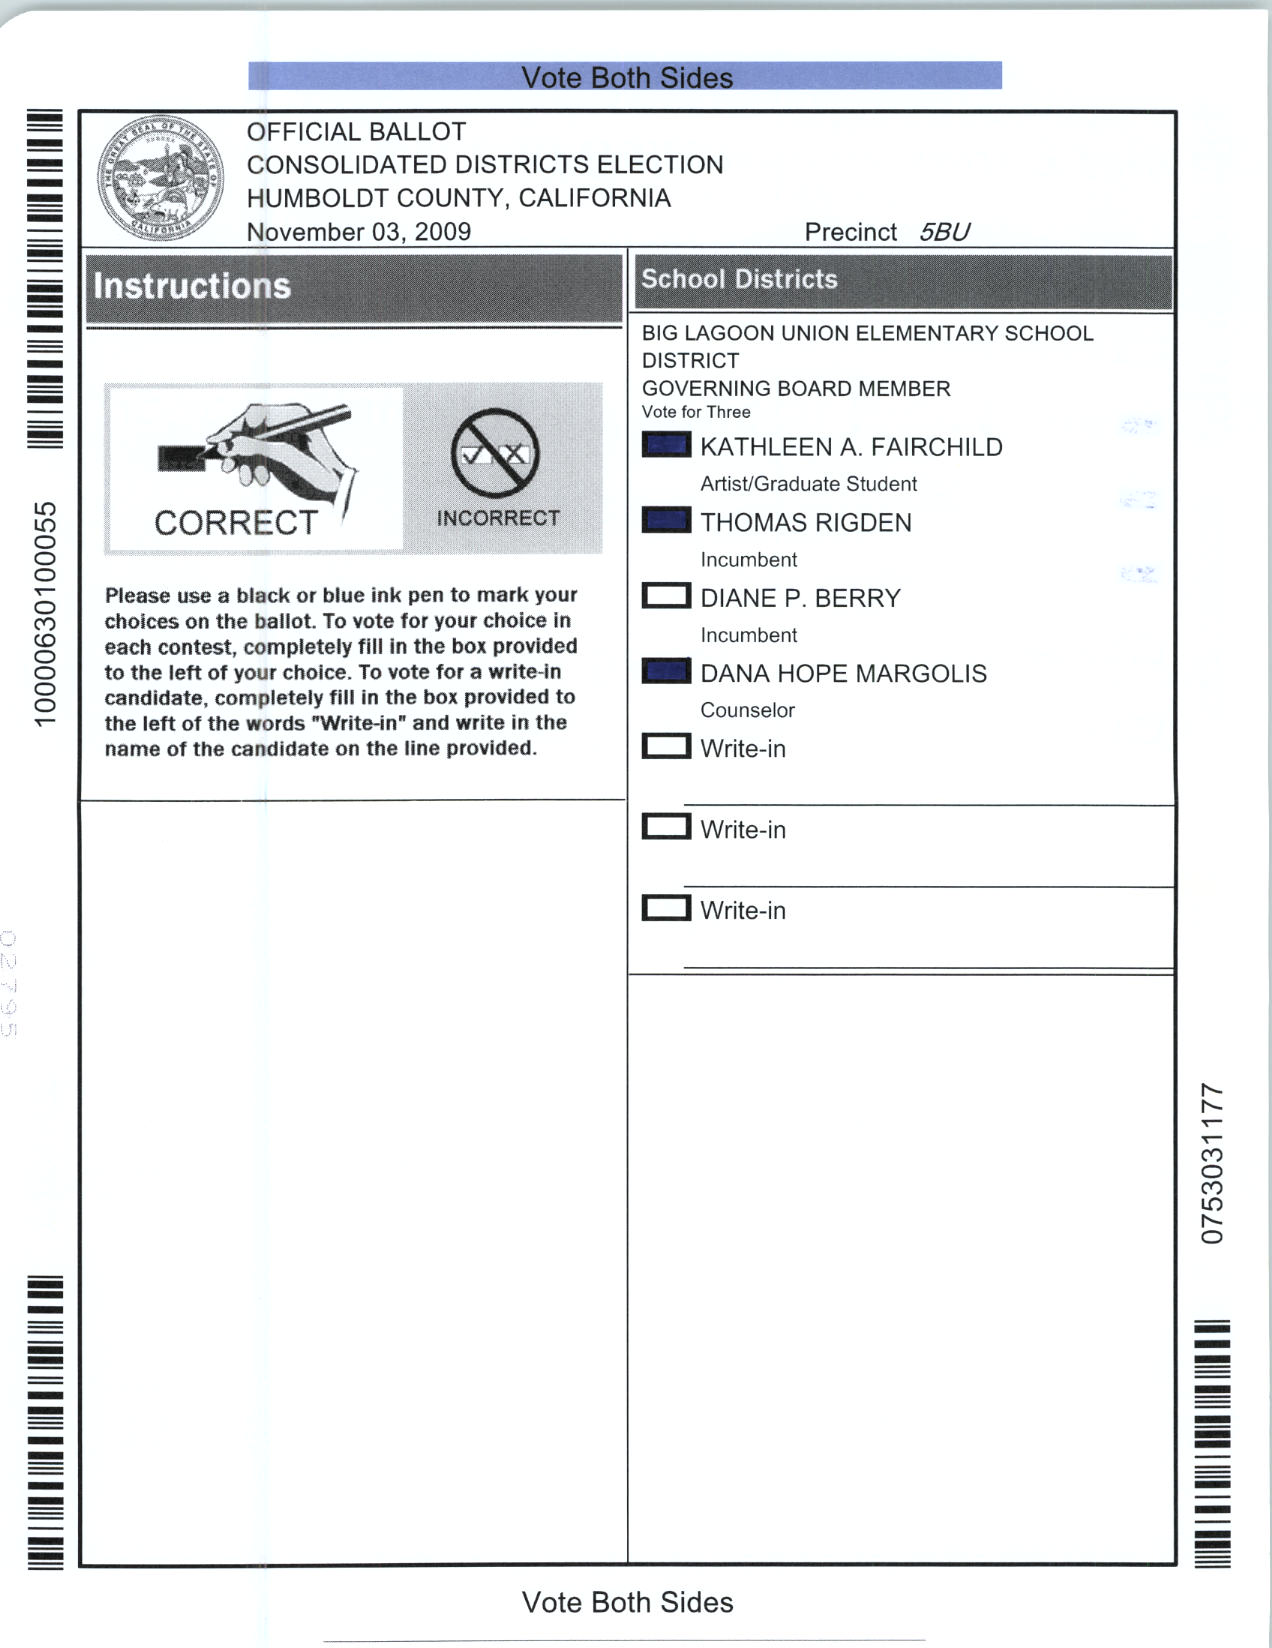 Vote Both Sides
OFFICIAL BALLOT
CONSOLIDATED DISTRICTS ELECTION
HUMBOLDT COUNTY, CALIFORNIA
November 03, 2009
Precinct 5BU
THE GREAT SEAL OF THE STATE OF CALIFORNIA
EUREKA
Instructions
CORRECT
INCORRECT
Please use a black or blue ink pen to mark your
choices on the ballot. To vote for your choice in
each contest, completely fill in the box provided
to the left of your choice. To vote for a write-in
candidate, completely fill in the box provided to
the left of the words "Write-in" and write in the
name of the candidate on the line provided.
School Districts
BIG LAGOON UNION ELEMENTARY SCHOOL
DISTRICT
GOVERNING BOARD MEMBER
Vote for Three
KATHLEEN A. FAIRCHILD
Artist/Graduate Student
THOMAS RIGDEN
Incumbent
DIANE P. BERRY
Incumbent
DANA HOPE MARGOLIS
Counselor
Write-in
Write-in
Write-in
10000630100055
02795
0753031177
Vote Both Sides